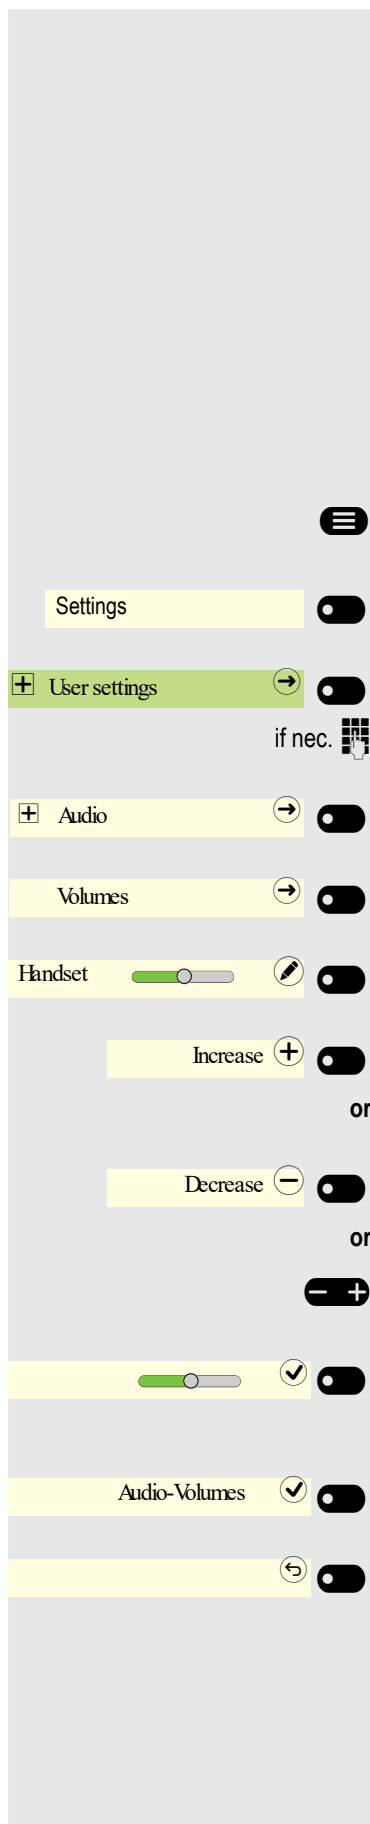 Settings
User settings
if nec.
Audio
Volumes
Handset
Increase
or
Decrease
or
Audio-Volumes